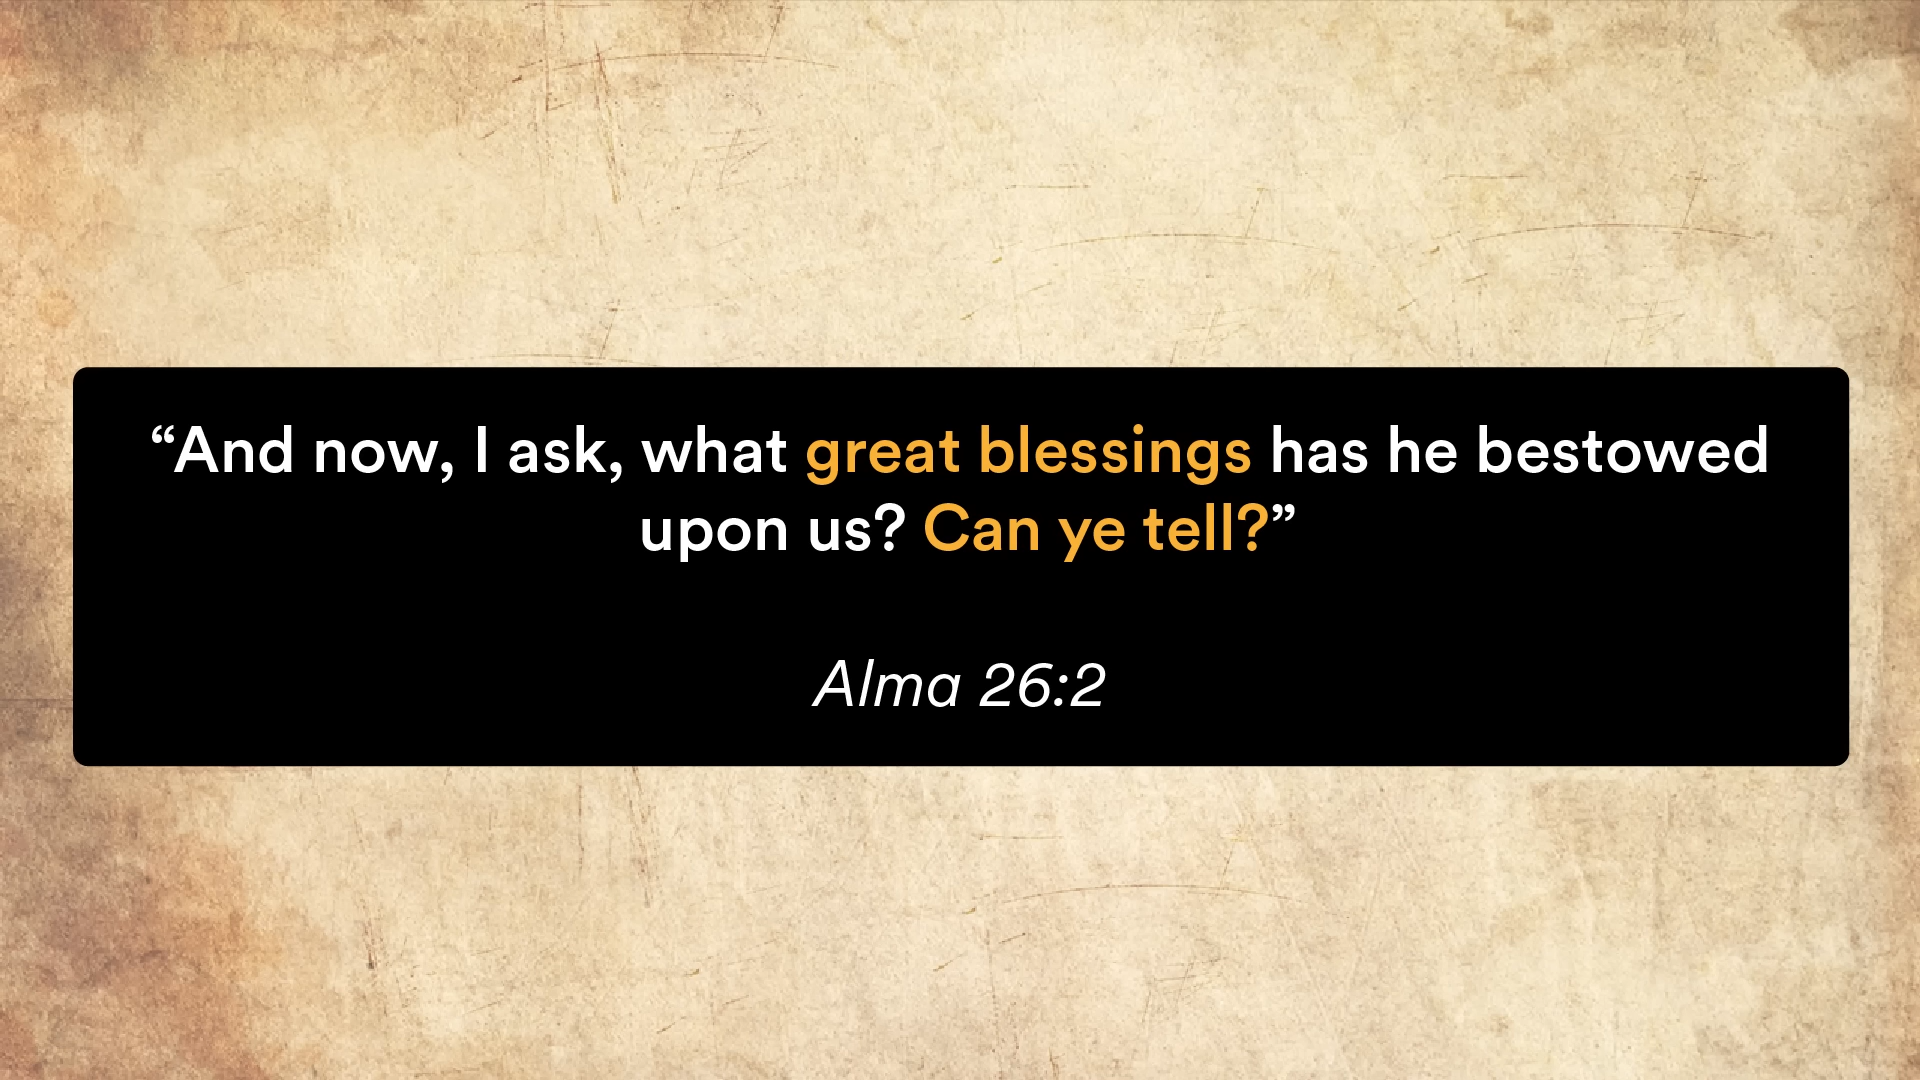 “And now, I ask, what great blessings has he bestowed
upon us? Can ye tell?”
Alma 26:2